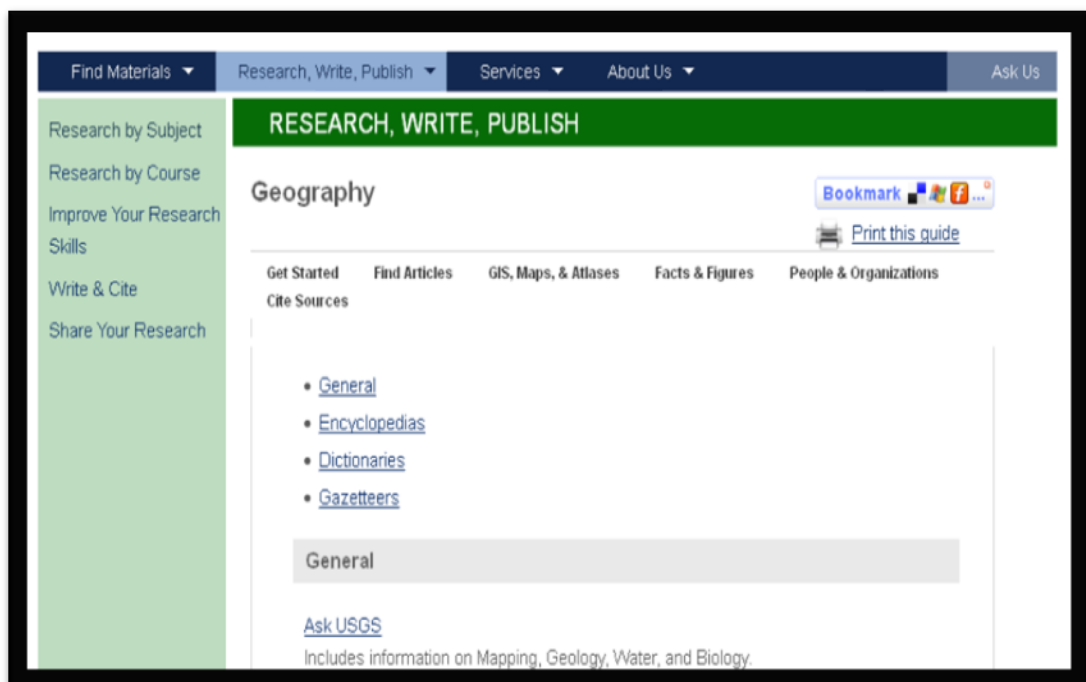 Find Materials Research, Write, Publish Services About Us Ask Us
Research by Subject
Research by Course
Improve Your Research
Skills
Write & Cite
Share Your Research
RESEARCH, WRITE, PUBLISH
Geography
Bookmark ...
Print this guide
Get Started Find Articles GIS, Maps, & Atlases Facts & Figures People & Organizations
Cite Sources
• General
• Encyclopedias
• Dictionaries
• Gazetteers
General
Ask USGS
Includes information on Mapping, Geology, Water, and Biology.